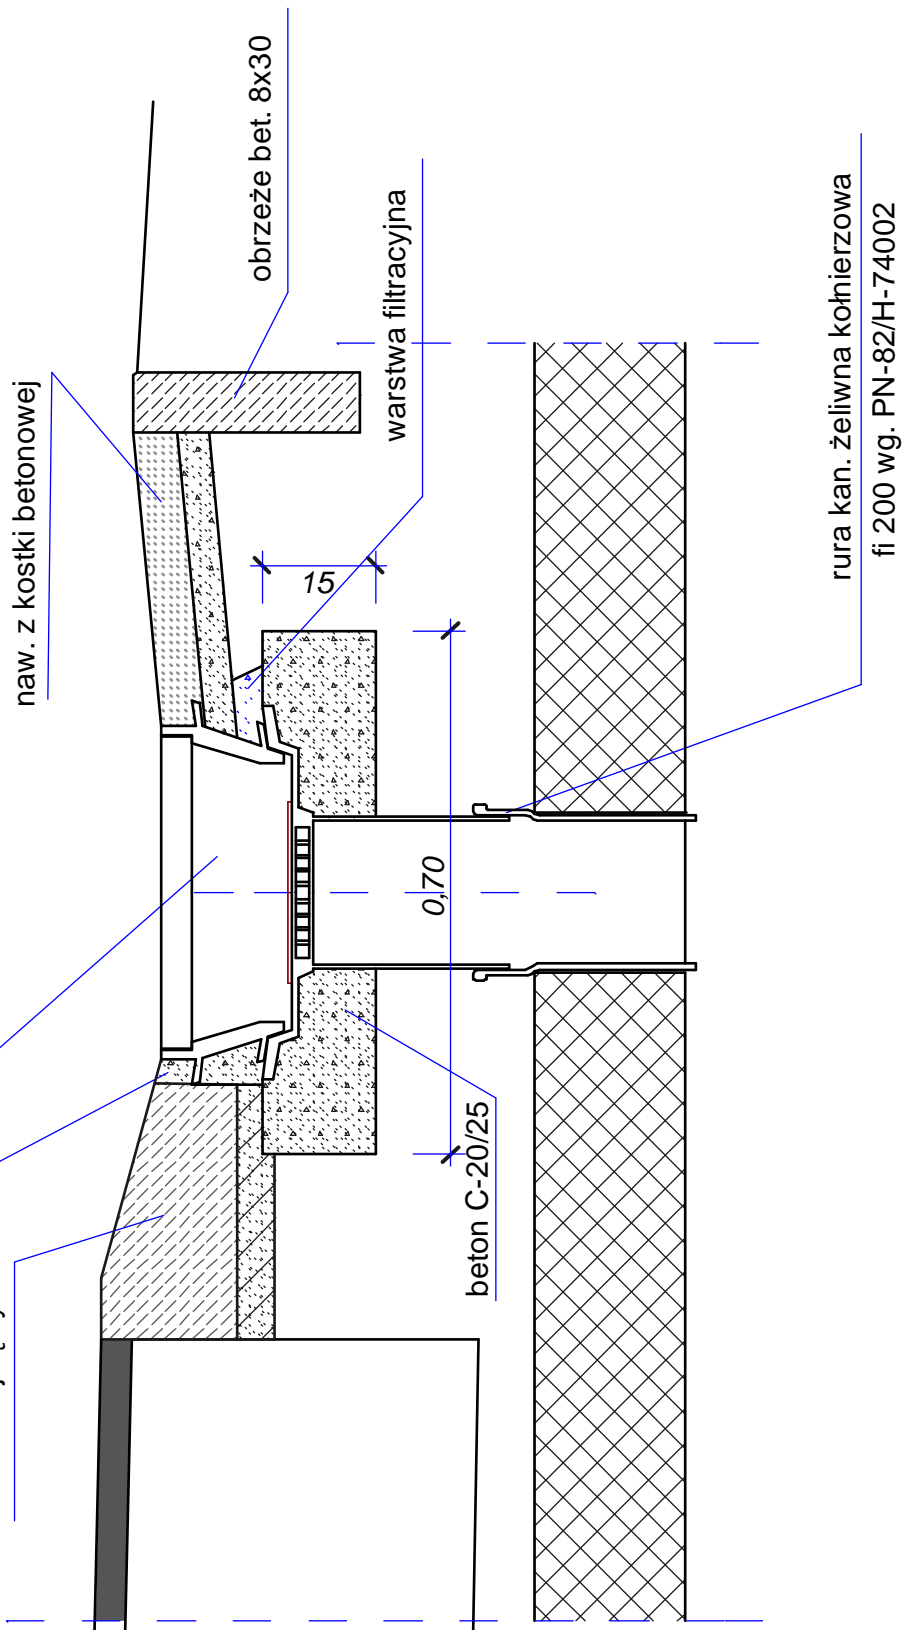 naw. z kostki betonowej
obrzeże bet. 8x30
warstwa filtracyjna
15
0,70
beton C-20/25
rura kan. żeliwna kołnierzowa
fi 200 wg. PN-82/H-74002